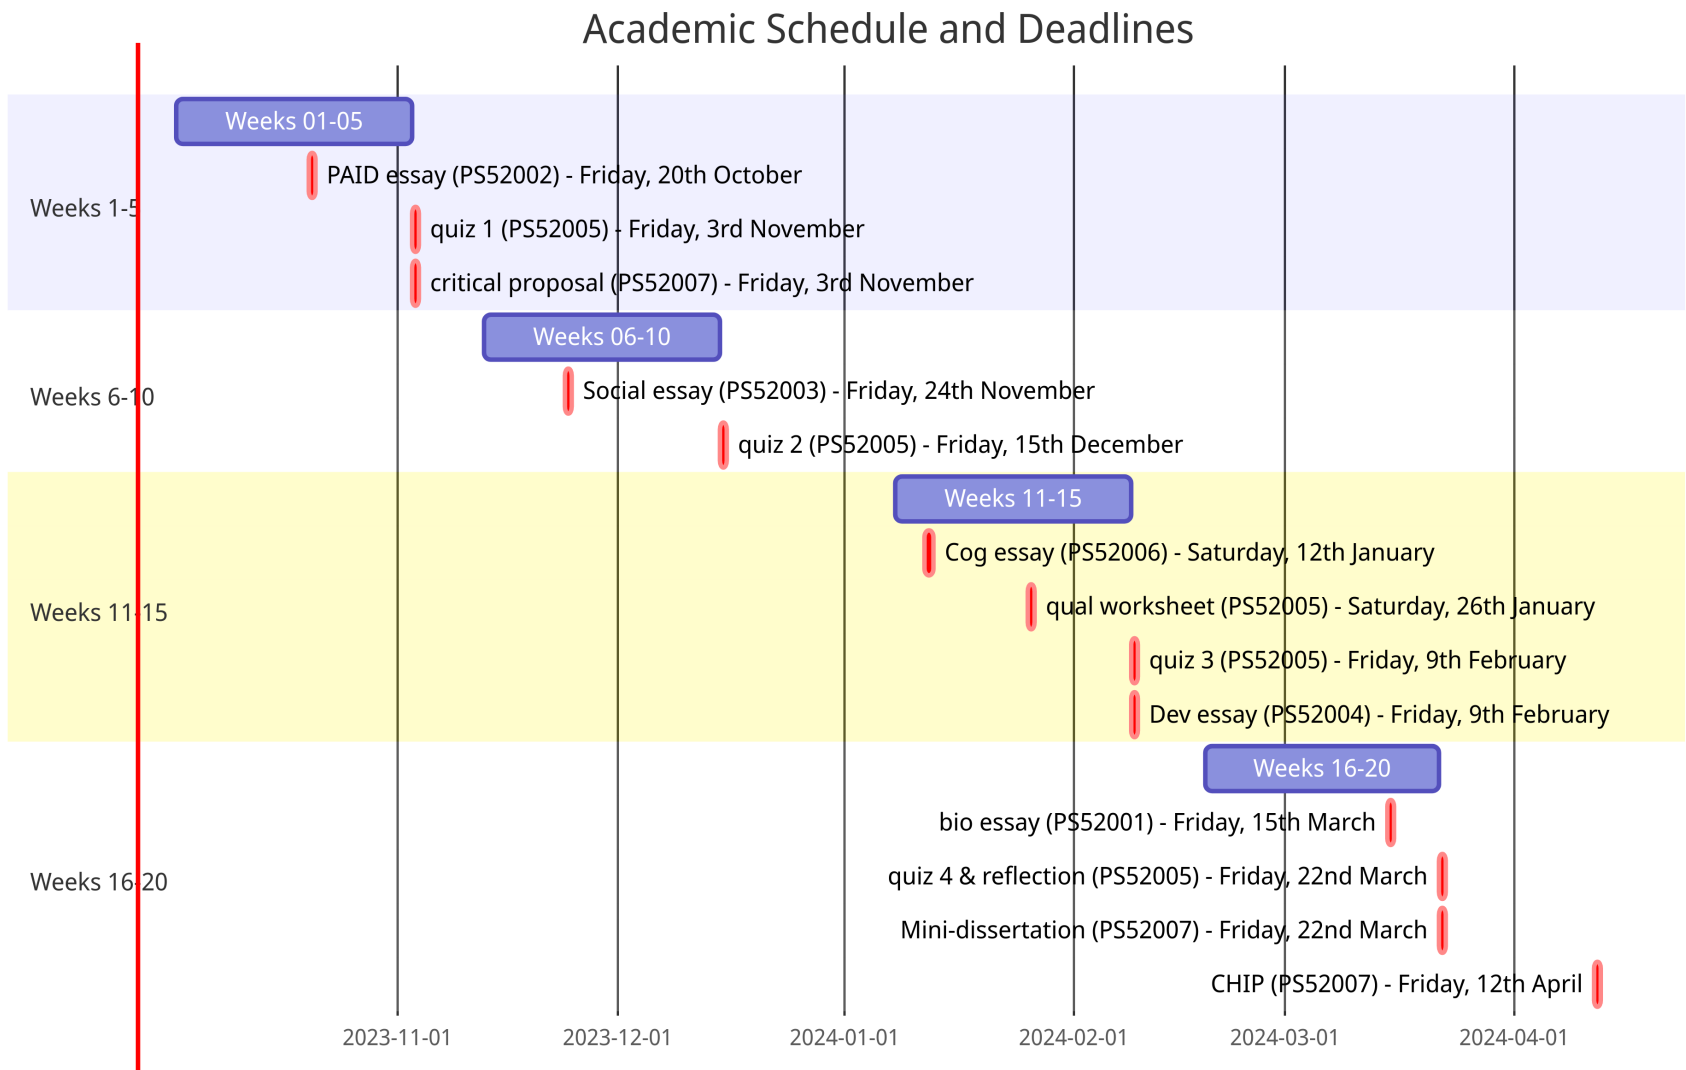 Academic Schedule and Deadlines
Weeks 1-5
Weeks 01-05
PAID essay (PS52002) - Friday, 20th October
quiz 1 (PS52005) - Friday, 3rd November
critical proposal (PS52007) - Friday, 3rd November
Weeks 6-10
Weeks 06-10
Social essay (PS52003) - Friday, 24th November
quiz 2 (PS52005) - Friday, 15th December
Weeks 11-15
Weeks 11-15
Cog essay (PS52006) - Saturday, 12th January
qual worksheet (PS52005) - Saturday, 26th January
quiz 3 (PS52005) - Friday, 9th February
Dev essay (PS52004) - Friday, 9th February
Weeks 16-20
Weeks 16-20
bio essay (PS52001) - Friday, 15th March
quiz 4 & reflection (PS52005) - Friday, 22nd March
Mini-dissertation (PS52007) - Friday, 22nd March
CHIP (PS52007) - Friday, 12th April
2023-11-01
2023-12-01
2024-01-01
2024-02-01
2024-03-01
2024-04-01